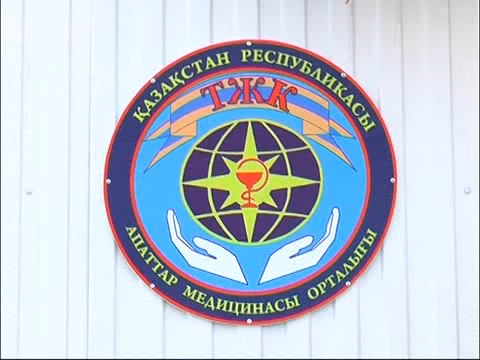 ҚАЗАҚСТАН РЕСПУБЛИКАСЫ
ТЖК
АПАТТАР МЕДИЦИНАСЫ ОРТАЛЫҒЫ